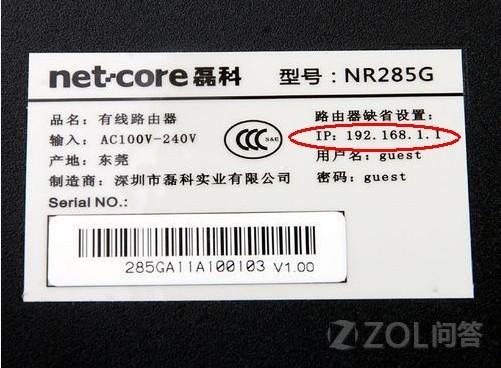 net-core 磊科 型号：NR285G
品名：有线路由器
输入：AC100V-240V
产地：东莞
制造商：深圳市磊科实业有限公司
Serial NO.:
CCC S&E
路由器缺省设置：
IP：192.168.1.1
用户名：guest
密码：guest
285GA11A100103 V1.00
ZOL问答